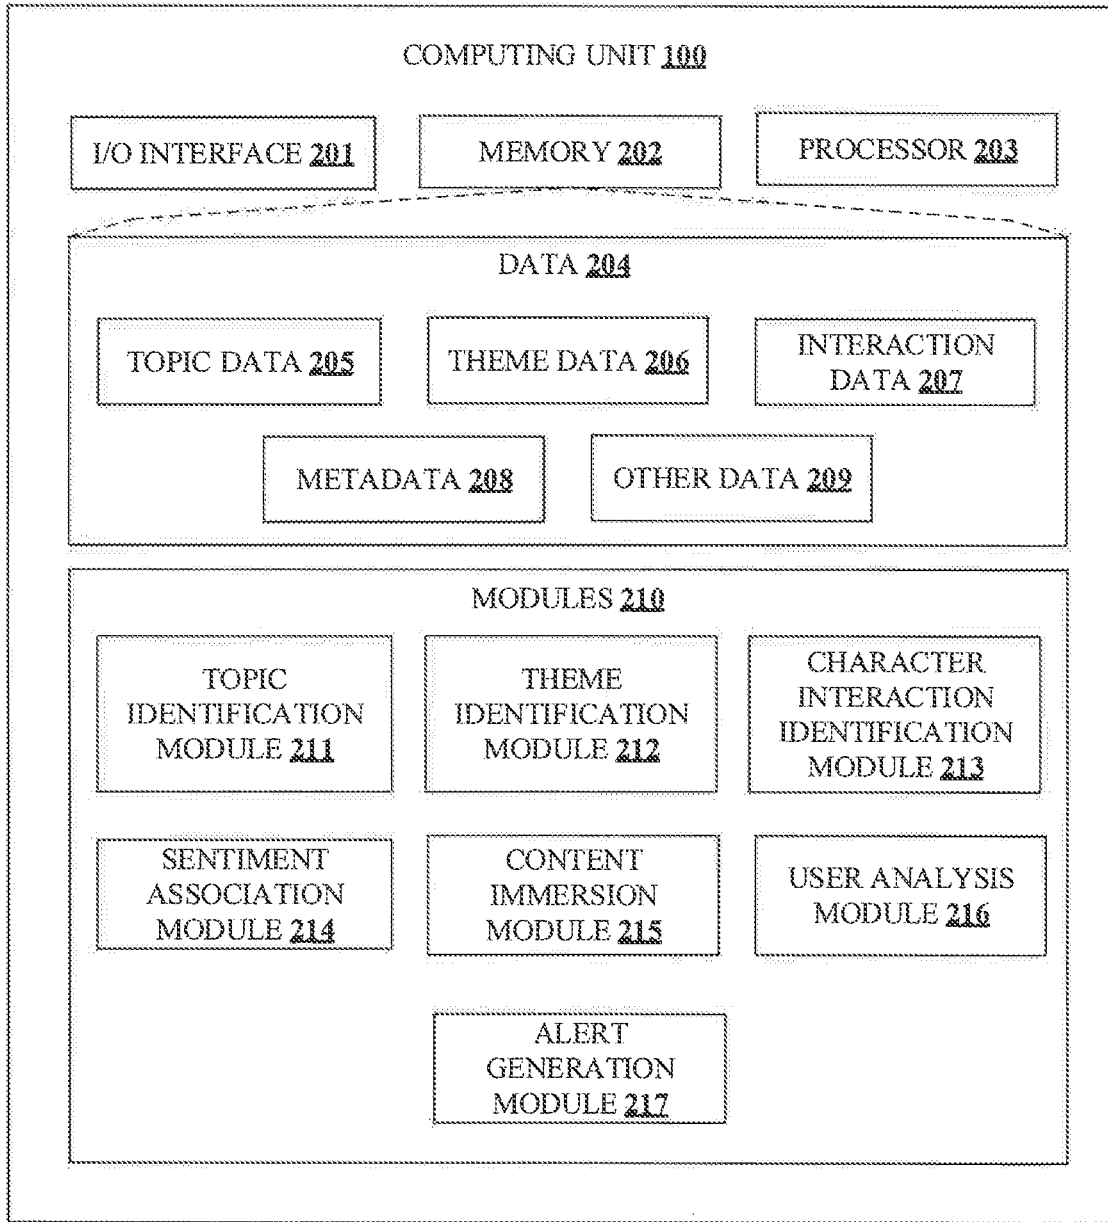 COMPUTING UNIT 100
I/O INTERFACE 201
MEMORY 202
PROCESSOR 203
DATA 204
TOPIC DATA 205
THEME DATA 206
INTERACTION
DATA 207
METADATA 208
OTHER DATA 209
MODULES 210
TOPIC
IDENTIFICATION
MODULE 211
THEME
IDENTIFICATION
MODULE 212
CHARACTER
INTERACTION
IDENTIFICATION
MODULE 213
SENTIMENT
ASSOCIATION
MODULE 214
CONTENT
IMMERSION
MODULE 215
USER ANALYSIS
MODULE 216
ALERT
GENERATION
MODULE 217